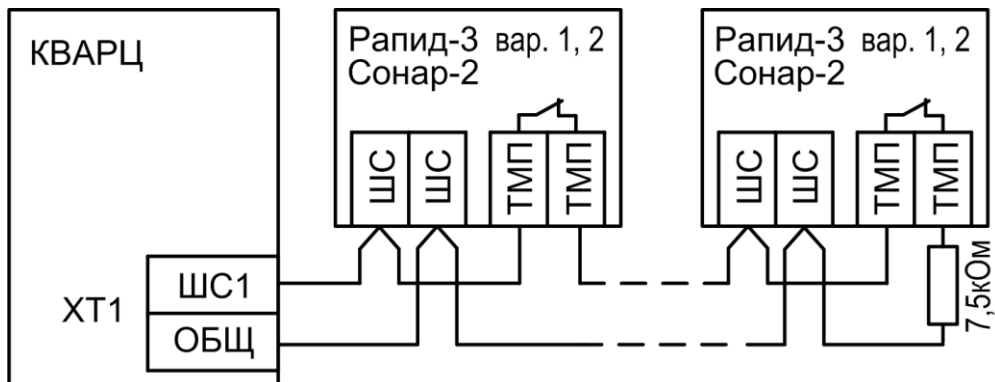 КВАРЦ
ХТ1
ШС1
ОБЩ
Рапид-3 вар. 1, 2
Сонар-2
ШС
ШС
ТМП
ТМП
Рапид-3 вар. 1, 2
Сонар-2
ШС
ШС
ТМП
ТМП
7,5кОм